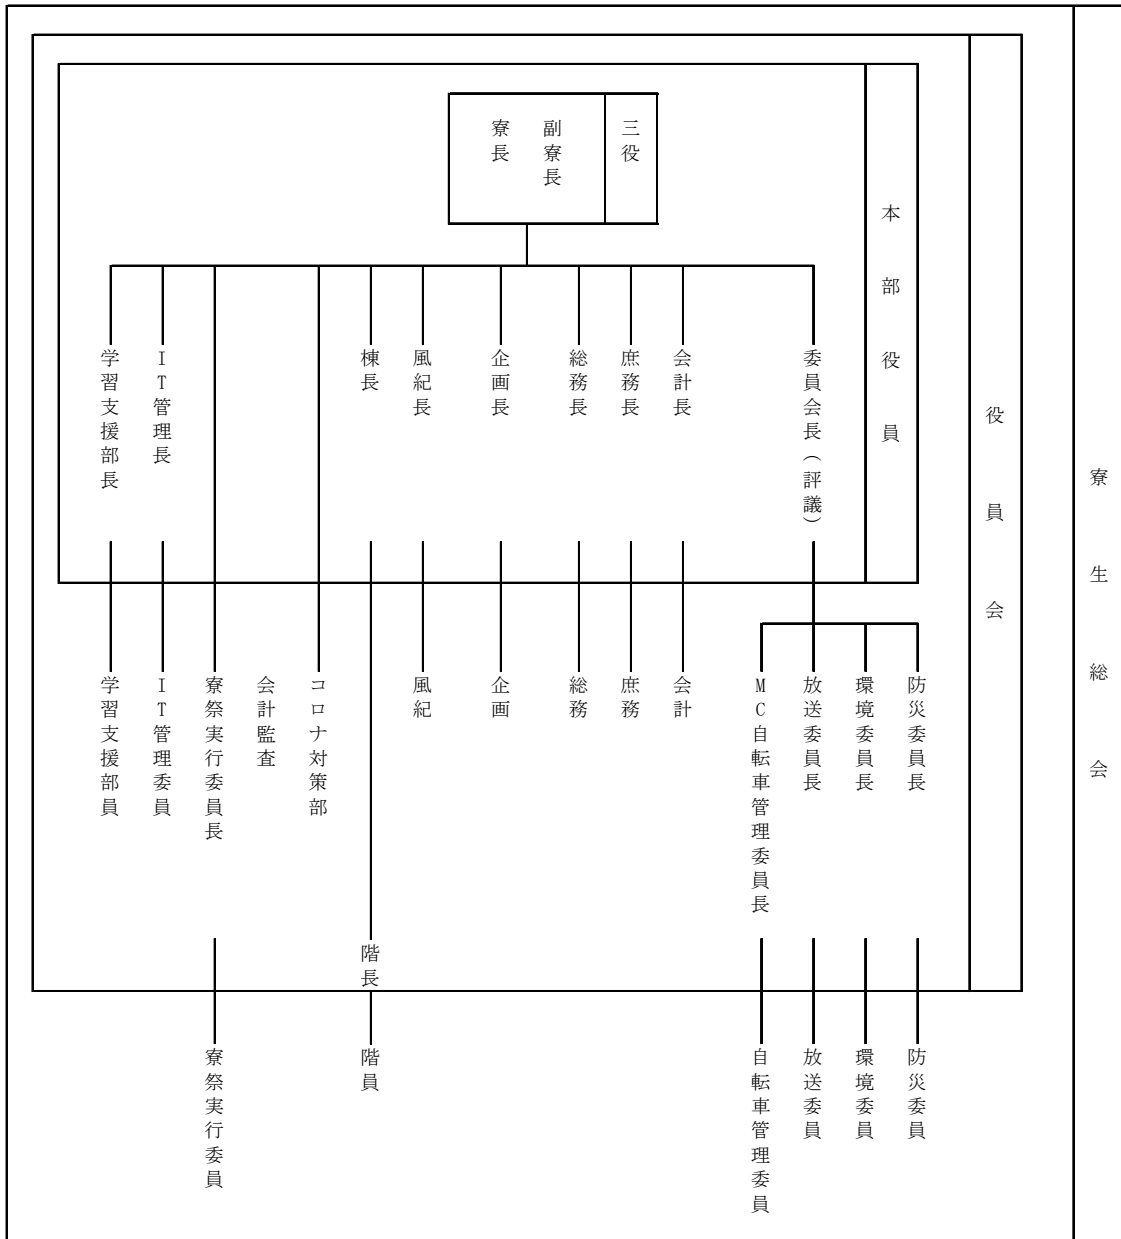 寮生総会
役員会
本部役員
三役
副寮長
寮長
委員会長(評議)
会計長
庶務長
総務長
企画長
風紀長
棟長
IT管理長
学習支援部長
防災委員長
環境委員長
放送委員長
MC自転車管理委員長
会計
庶務
総務
企画
風紀
コロナ対策部
会計監査
寮祭実行委員長
IT管理委員
学習支援部員
階長
防災委員
環境委員
放送委員
自転車管理委員
階員
寮祭実行委員